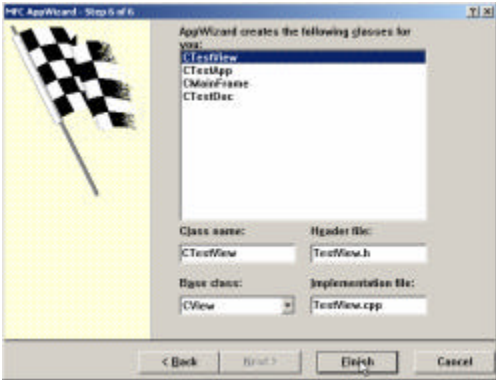 MFC AppWizard - Step 6 of 6
AppWizard creates the following classes for
you:
CTestView
CTestApp
CMainFrame
CTestDoc
Class name:
Header file:
CTestView
TestView.h
Base class:
Implementation file:
CView
TestView.cpp
< Back
Next >
Finish
Cancel